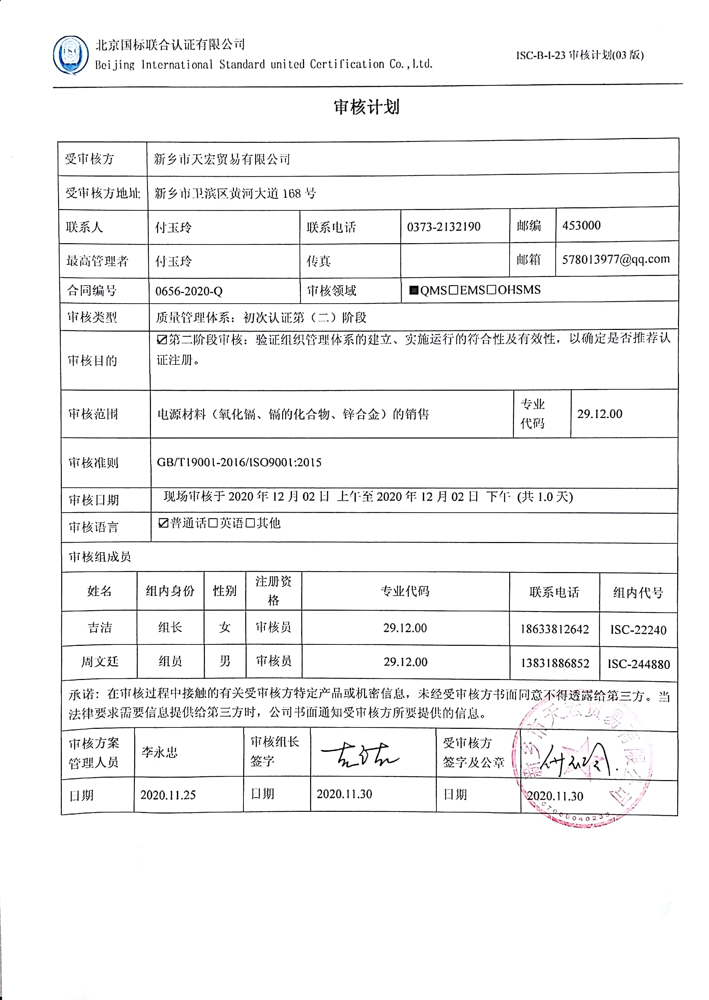 ISC
北京国标联合认证有限公司
Beijing International Standard united Certification Co.,Ltd.
ISC-B-I-23 审核计划(03 版)
审核计划
受审核方 新乡市天宏贸易有限公司
受审核方地址 新乡市卫滨区黄河大道 168 号
联系人 付玉玲 联系电话 0373-2132190 邮编 453000
最高管理者 付玉玲 传真 邮箱 578013977@qq.com
合同编号 0656-2020-Q 审核领域 ■QMS□EMS□OHSMS
审核类型 质量管理体系：初次认证第（二）阶段
审核目的 ☑第二阶段审核：验证组织管理体系的建立、实施运行的符合性及有效性，以确定是否推荐认
证注册。
审核范围 电源材料（氧化镉、镉的化合物、锌合金）的销售 专业
代码 29.12.00
审核准则 GB/T19001-2016/ISO9001:2015
审核日期 现场审核于 2020 年 12 月 02 日 上午至 2020 年 12 月 02 日 下午 (共 1.0 天)
审核语言 ☑普通话□英语□其他
审核组成员
姓名 组内身份 性别 注册资
格 专业代码 联系电话 组内代号
吉洁 组长 女 审核员 29.12.00 18633812642 ISC-22240
周文廷 组员 男 审核员 29.12.00 13831886852 ISC-244880
承诺：在审核过程中接触的有关受审核方特定产品或机密信息，未经受审核方书面同意不得透露给第三方。当
法律要求需要信息提供给第三方时，公司书面通知受审核方所要提供的信息。
审核方案
管理人员 李永忠 审核组长
签字 吉洁 受审核方
签字及公章 付玉玲
日期 2020.11.25 日期 2020.11.30 日期 2020.11.30
新乡市天宏贸易有限公司